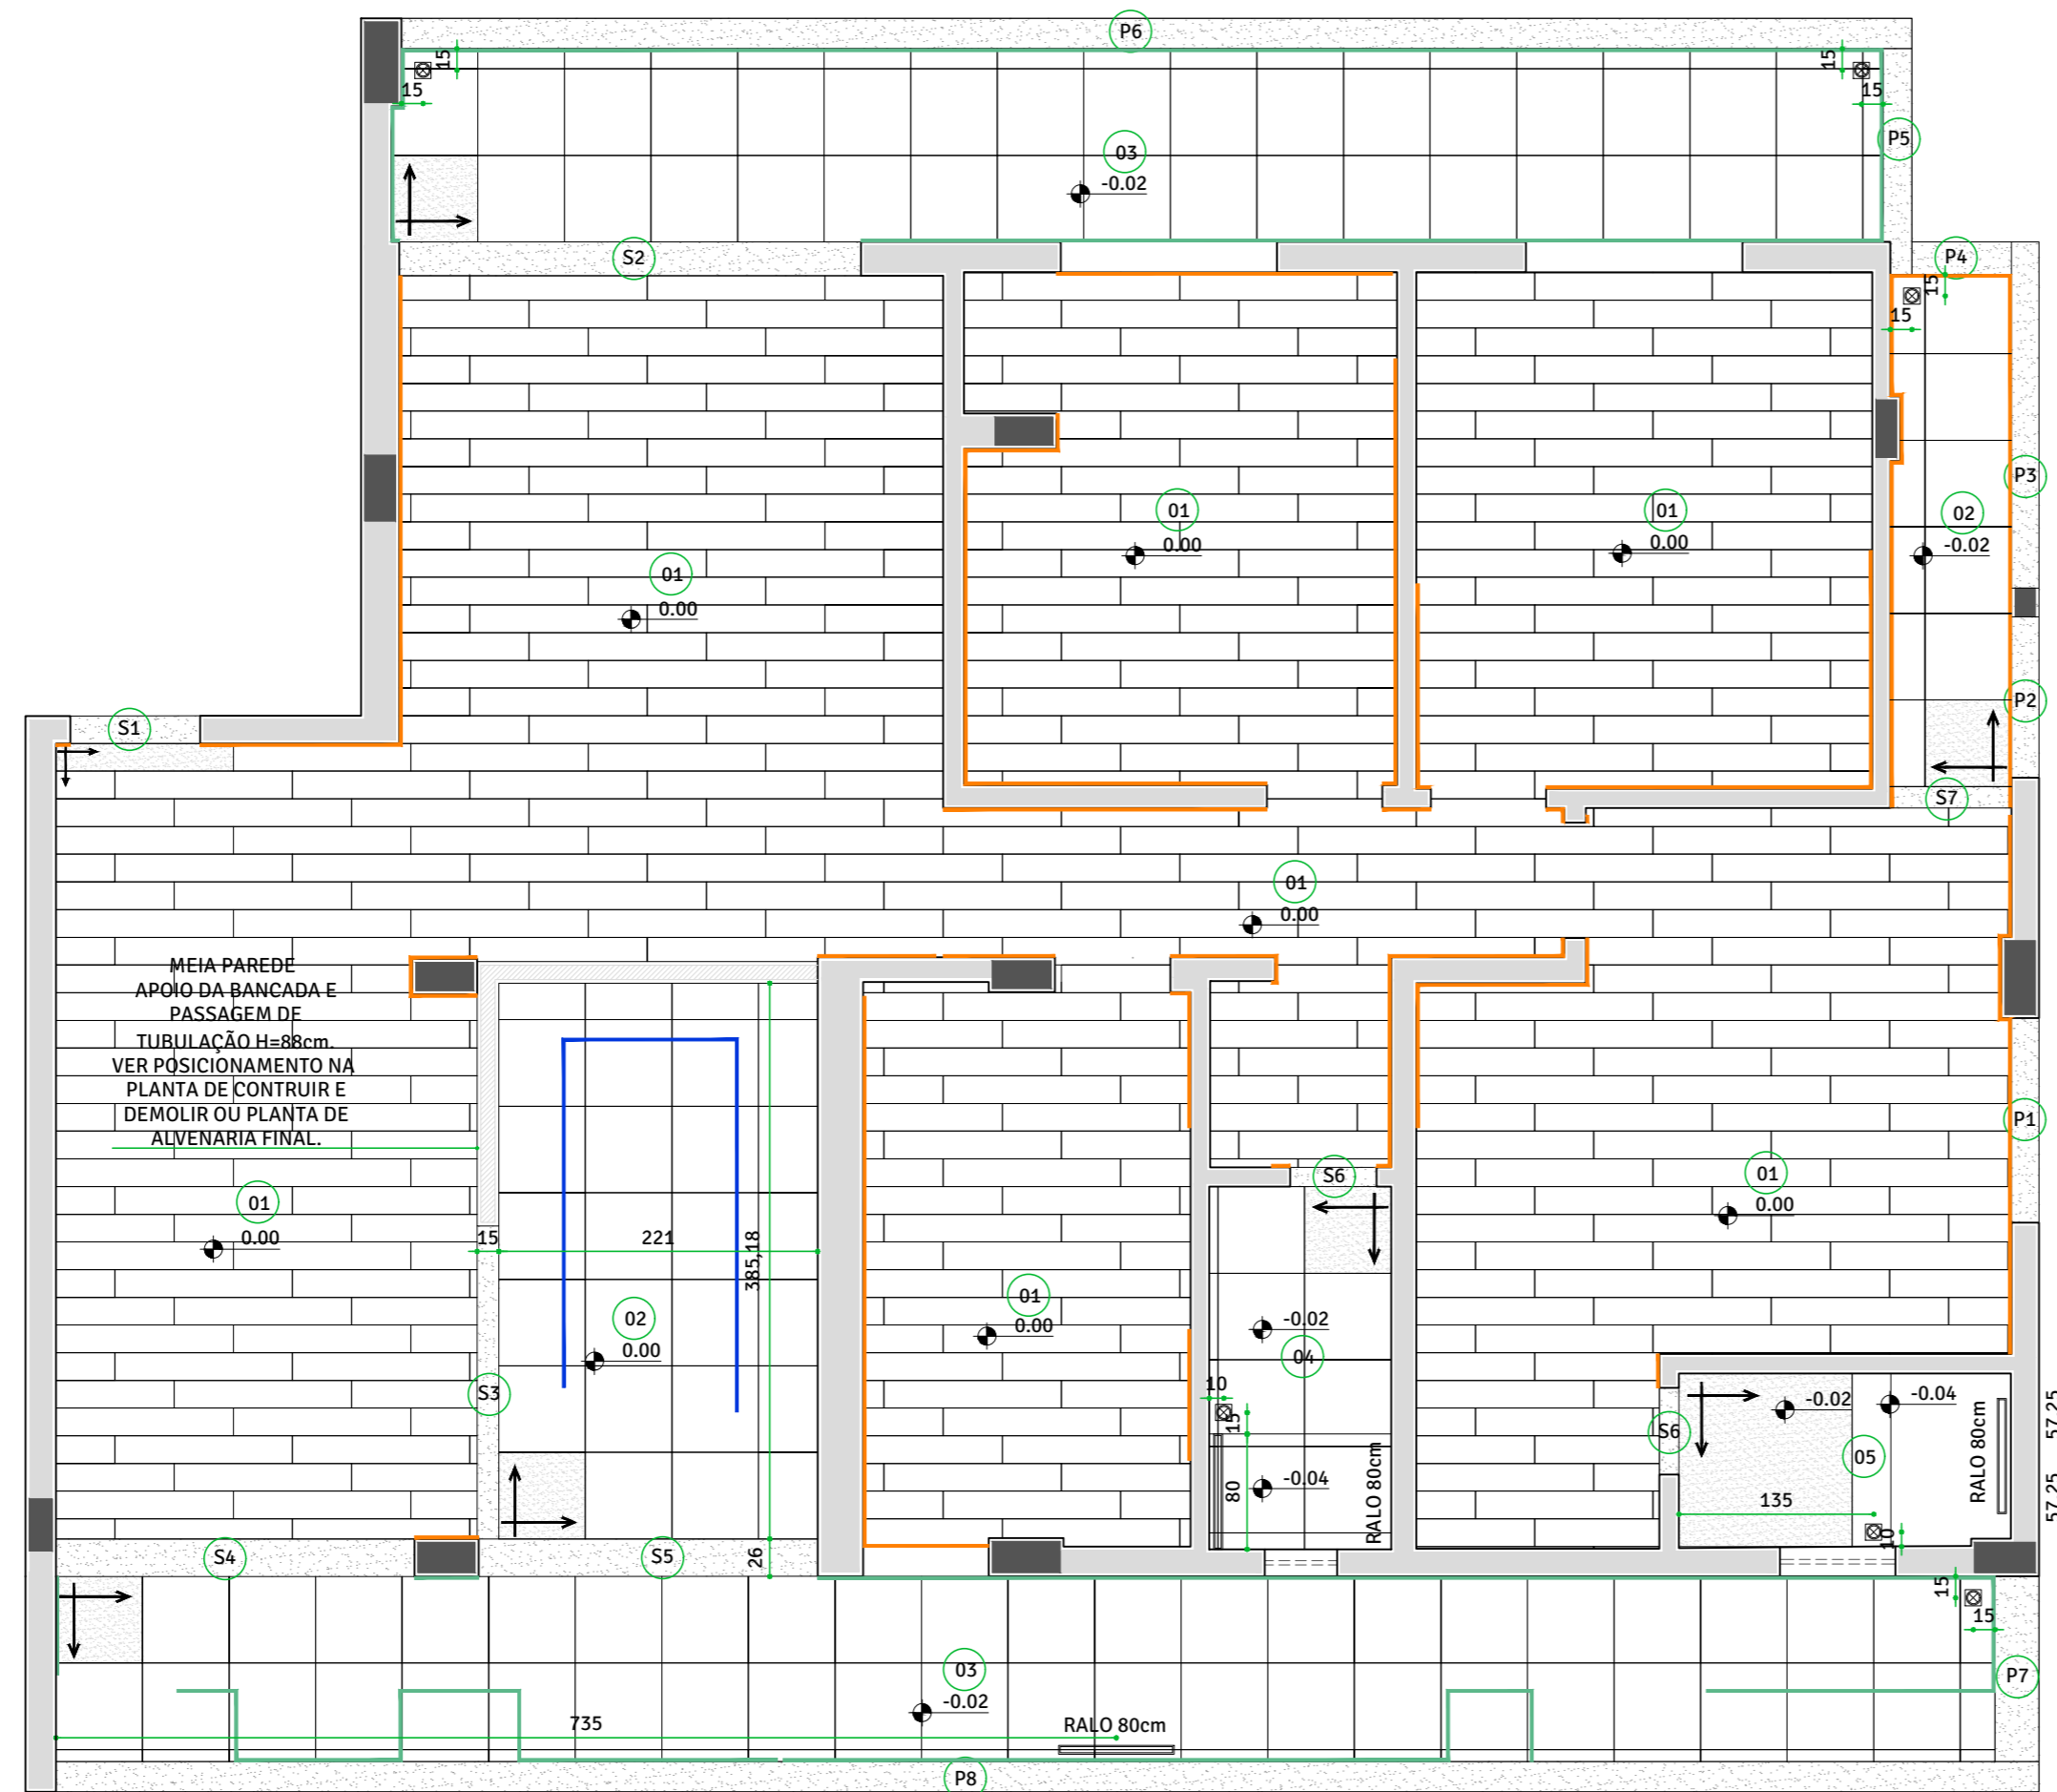 P6
15
15
15
15
P5
03
-0.02
S2
P4
15
15
P3
01
0.00
01
0.00
02
-0.02
01
0.00
P2
S1
S7
01
0.00
MEIA PAREDE
APOIO DA BANCADA E
PASSAGEM DE
TUBULAÇÃO H=88cm.
VER POSICIONAMENTO NA
PLANTA DE CONTRUIR E
DEMOLIR OU PLANTA DE
ALVENARIA FINAL.
P1
S6
01
0.00
01
0.00
15
221
385,18
01
0.00
02
0.00
-0.02
04
S3
10
15
-0.04
80
RALO 80cm
S6
-0.02
-0.04
05
RALO 80cm
135
10
57,25
57,25
S4
S5
26
15
15
03
-0.02
P7
735
RALO 80cm
P8